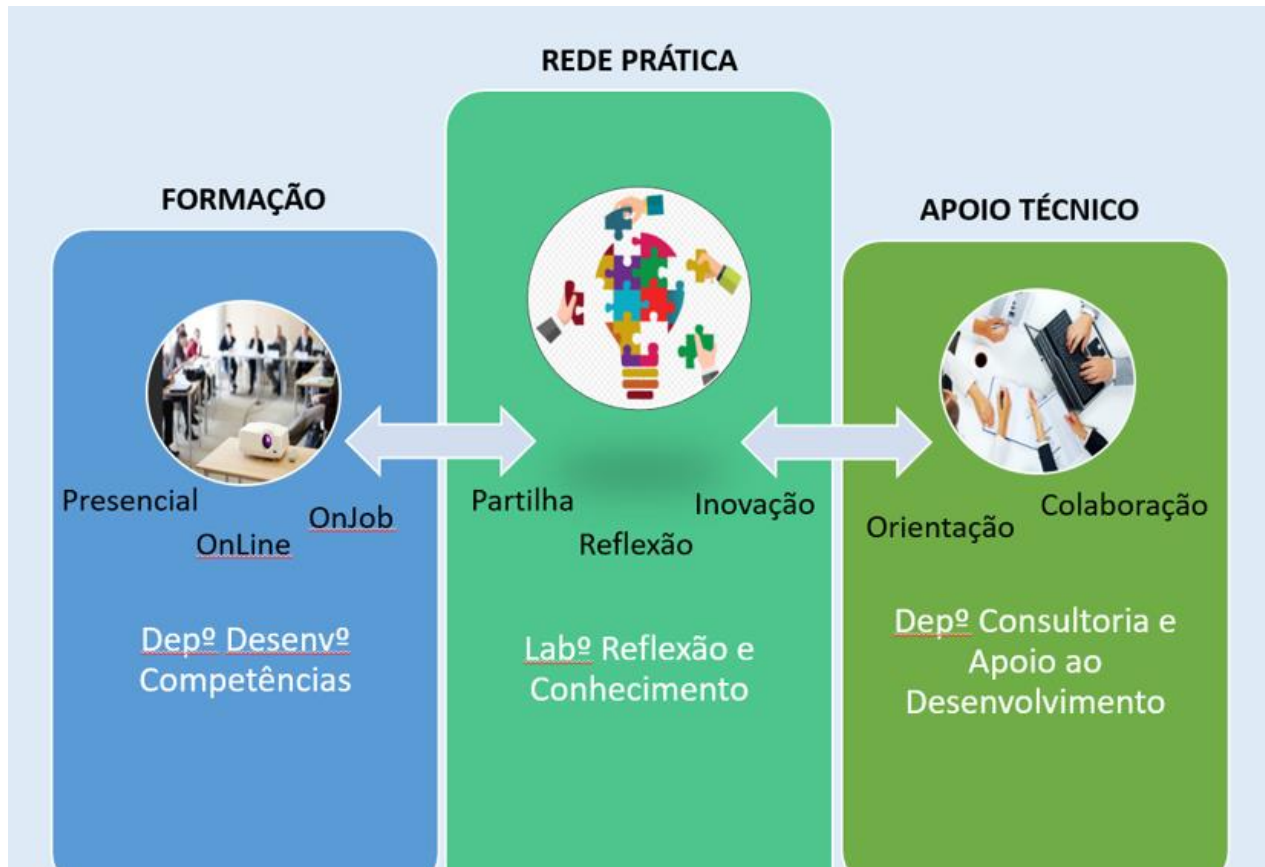 REDE PRÁTICA
FORMAÇÃO
APOIO TÉCNICO
Presencial
OnLine
OnJob
Partilha
Reflexão
Inovação
Orientação
Colaboração
Depº Desenvº
Competências
Labº Reflexão e
Conhecimento
Depº Consultoria e
Apoio ao
Desenvolvimento